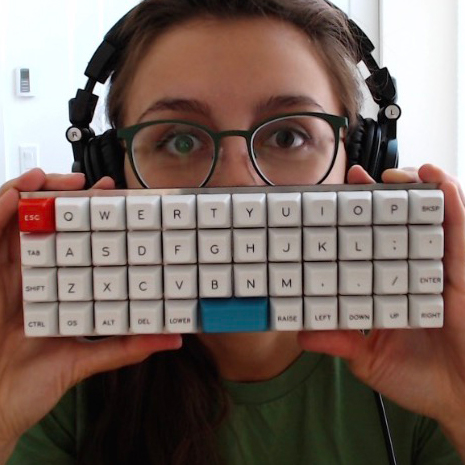 R
L
ESC Q W E R T Y U I O P BKSP
TAB A S D F G H J K L ; '
SHIFT Z X C V B N M , . / ENTER
CTRL OS ALT DEL LOWER RAISE LEFT DOWN UP RIGHT